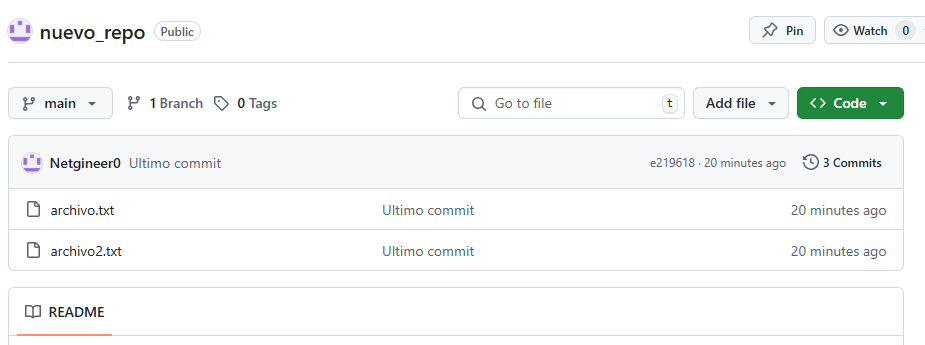 nuevo_repo Public Pin Watch 0
main 1 Branch 0 Tags Go to file t Add file Code
Netgineer0 Ultimo commit e219618 · 20 minutes ago 3 Commits
archivo.txt Ultimo commit 20 minutes ago
archivo2.txt Ultimo commit 20 minutes ago
README